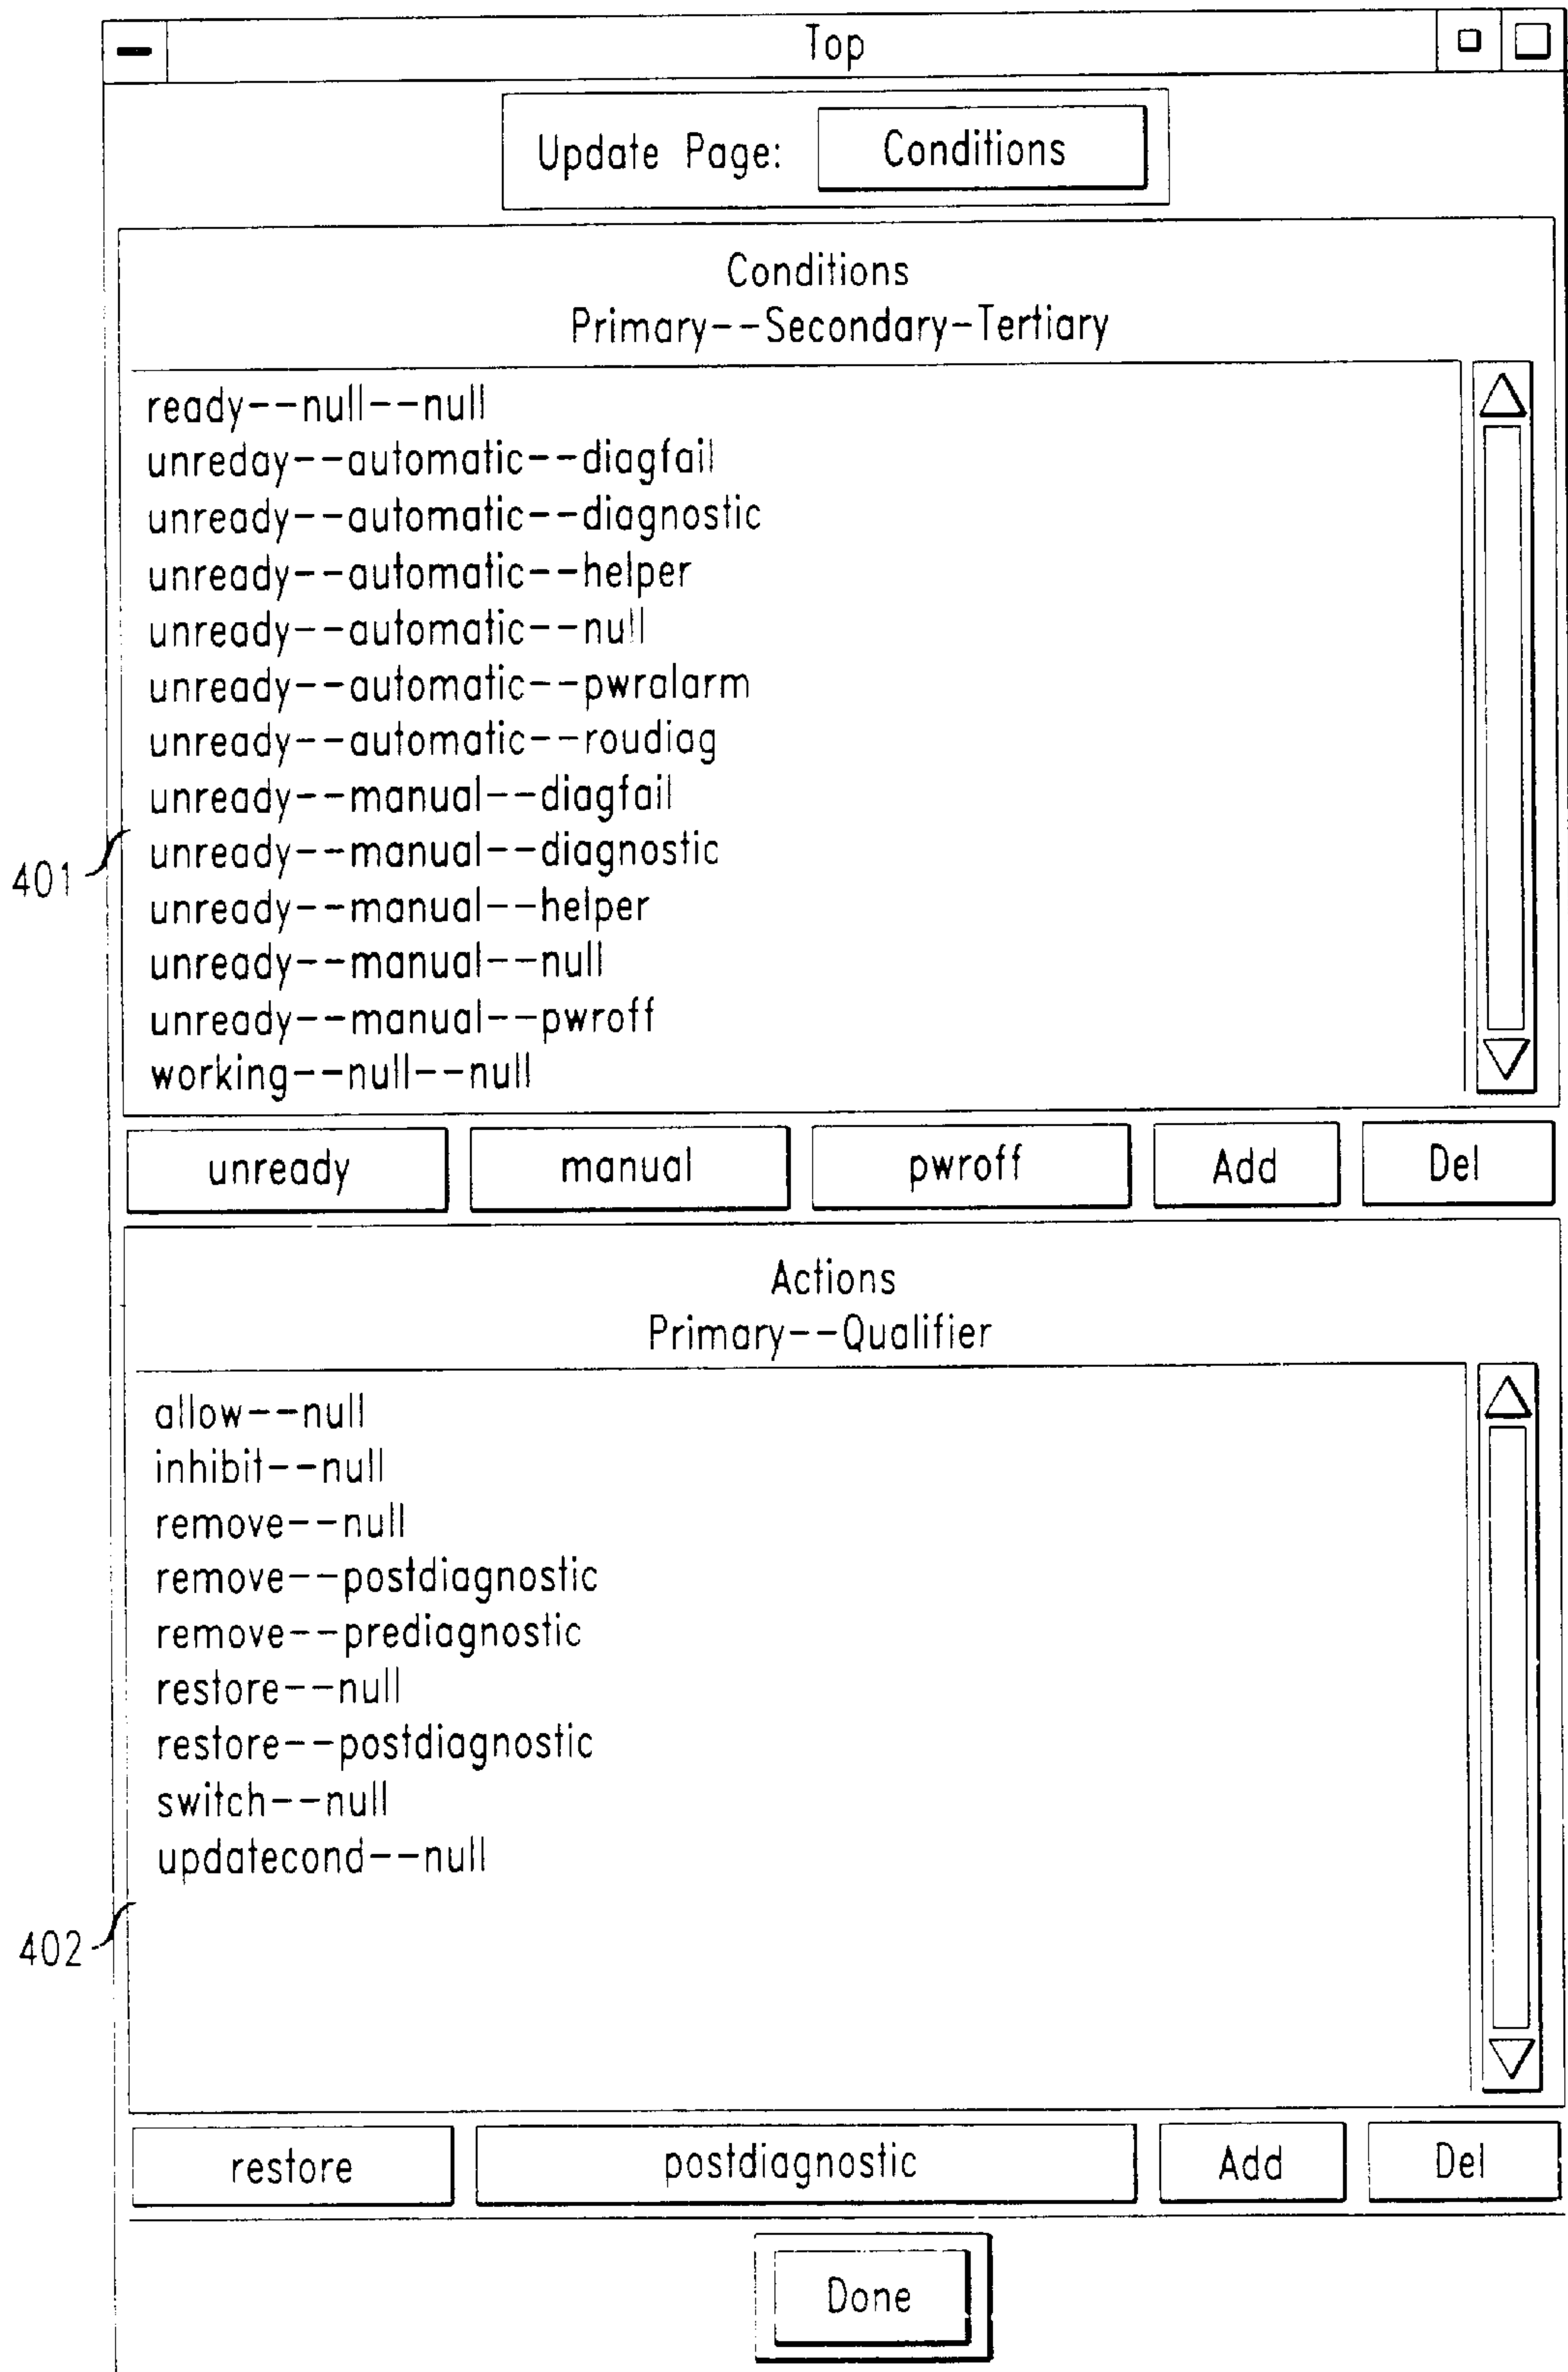 Top
Update Page: Conditions
Conditions
Primary--Secondary-Tertiary
ready--null--null
unreday--automatic--diagfail
unready--automatic--diagnostic
unready--automatic--helper
unready--automatic--null
unready--automatic--pwralarm
unready--automatic--roudiag
unready--manual--diagfail
unready--manual--diagnostic
401
unready--manual--helper
unready--manual--null
unready--manual--pwroff
working--null--null
unready manual pwroff Add Del
Actions
Primary--Qualifier
allow--null
inhibit--null
remove--null
remove--postdiagnostic
remove--prediagnostic
restore--null
restore--postdiagnostic
switch--null
updatecond--null
402
restore postdiagnostic Add Del
Done